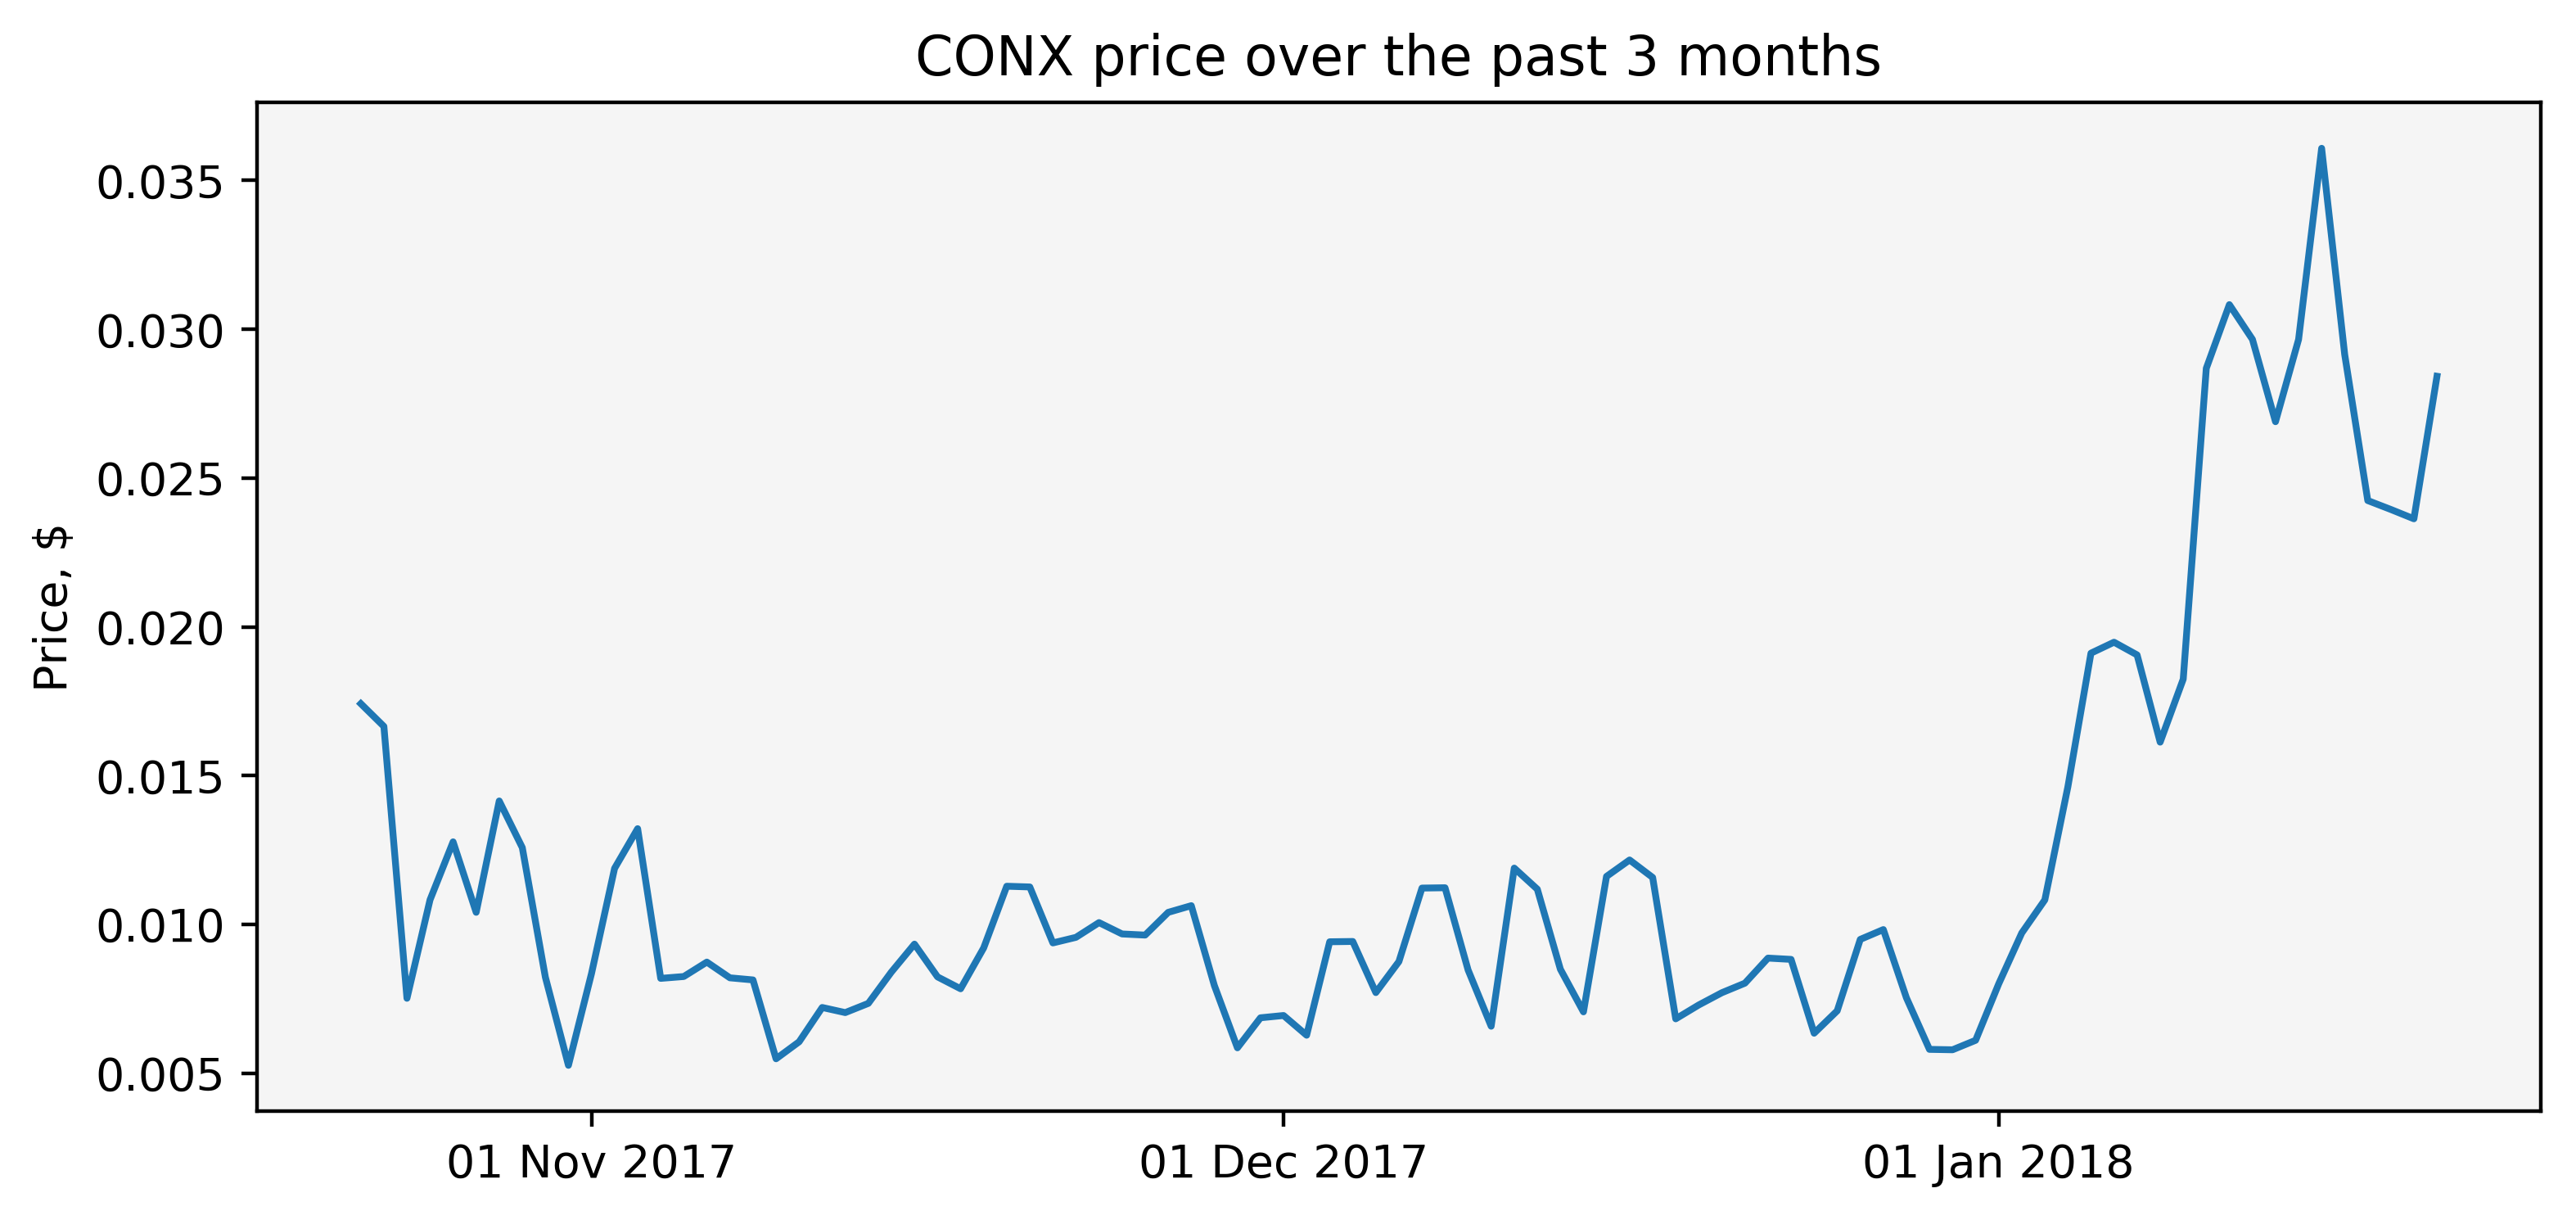 CONX price over the past 3 months
Price, $
0.035
0.030
0.025
0.020
0.015
0.010
0.005
01 Nov 2017
01 Dec 2017
01 Jan 2018